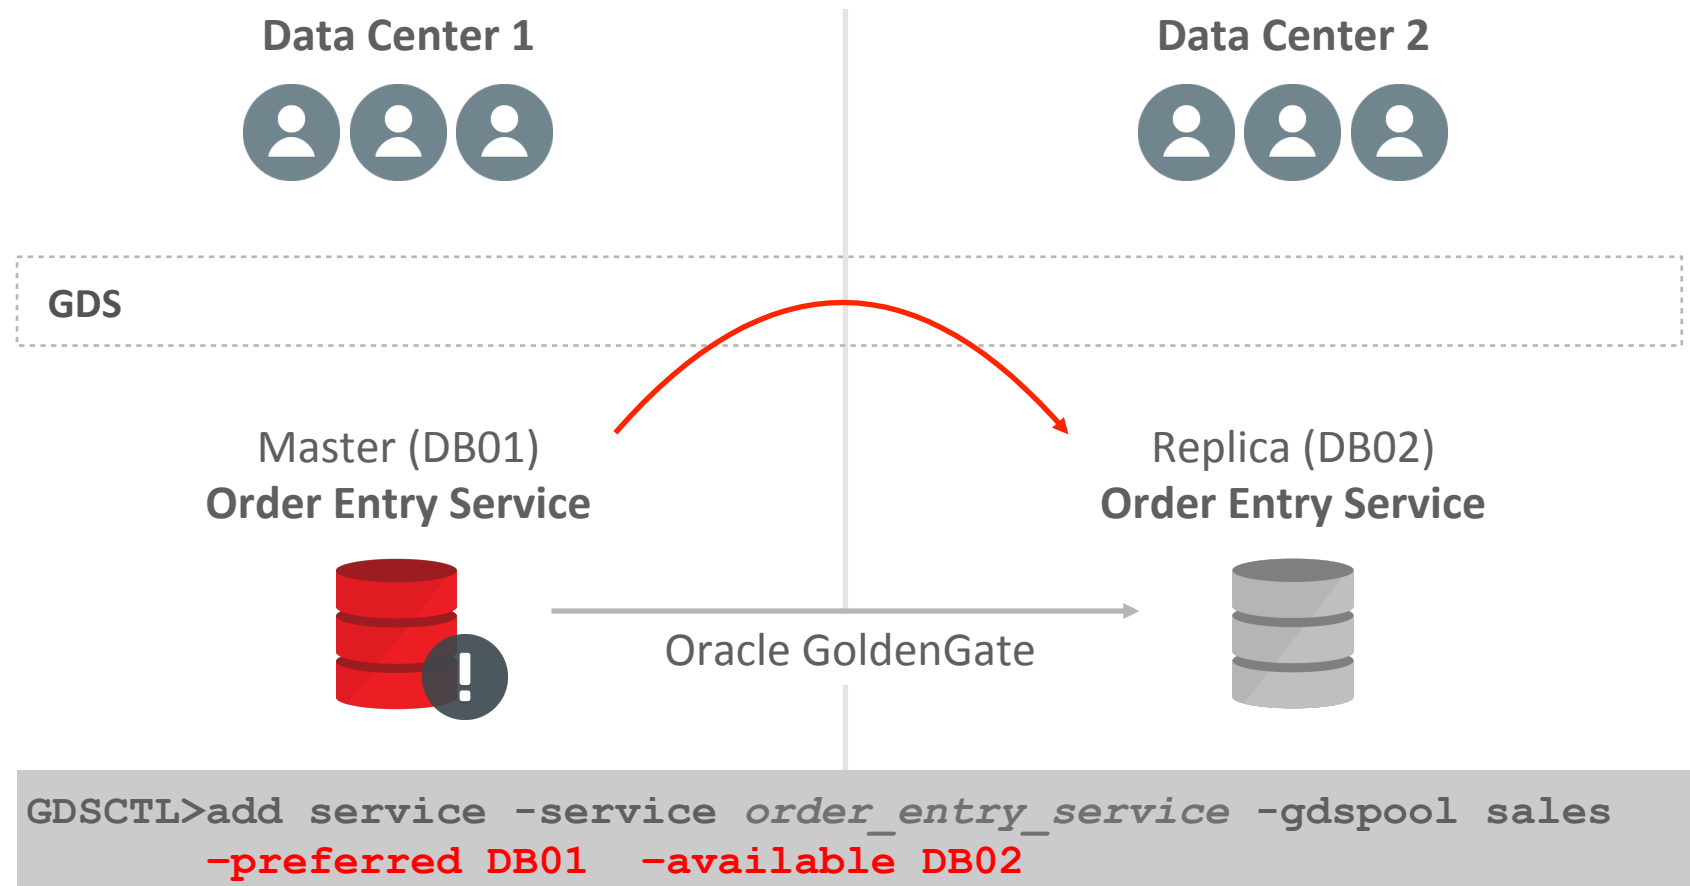 Data Center 1
Data Center 2
GDS
Master (DB01)
Order Entry Service
Replica (DB02)
Order Entry Service
!
Oracle GoldenGate
GDSCTL>add service -service order_entry_service -gdspool sales
–preferred DB01 –available DB02